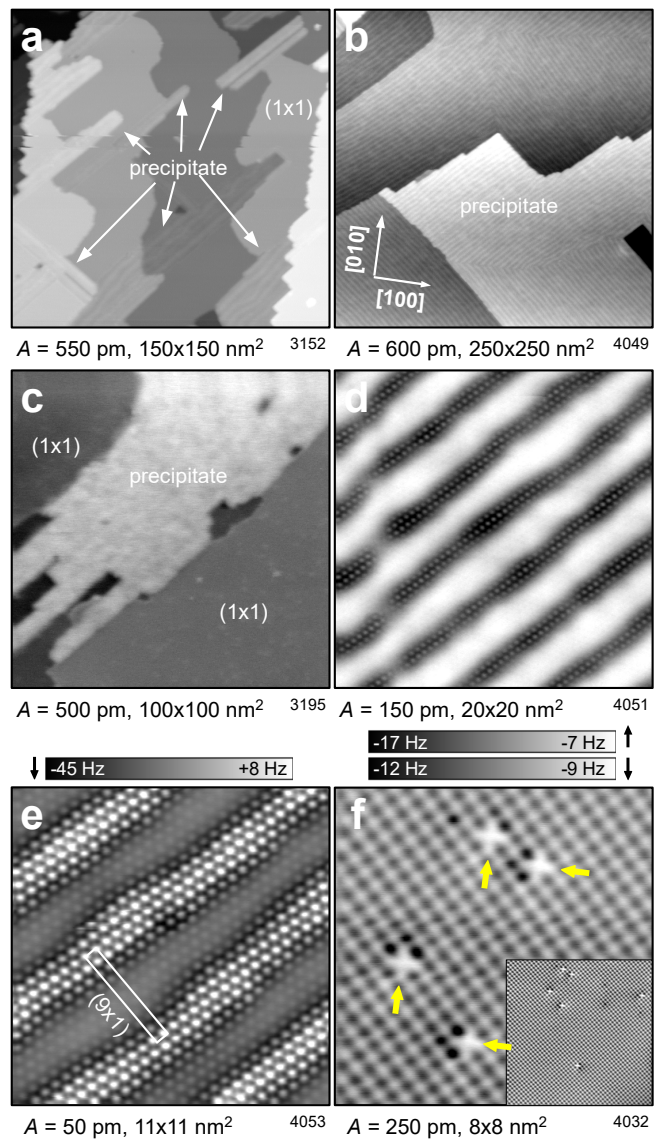 a
(1x1)
precipitate
A = 550 pm, 150x150 nm² 3152
b
precipitate
[010]
[100]
A = 600 pm, 250x250 nm² 4049
c
(1x1)
precipitate
(1x1)
A = 500 pm, 100x100 nm² 3195
d
A = 150 pm, 20x20 nm² 4051
↓ -45 Hz +8 Hz
-17 Hz -7 Hz ↑
-12 Hz -9 Hz ↓
e
(9x1)
A = 50 pm, 11x11 nm² 4053
f
A = 250 pm, 8x8 nm² 4032